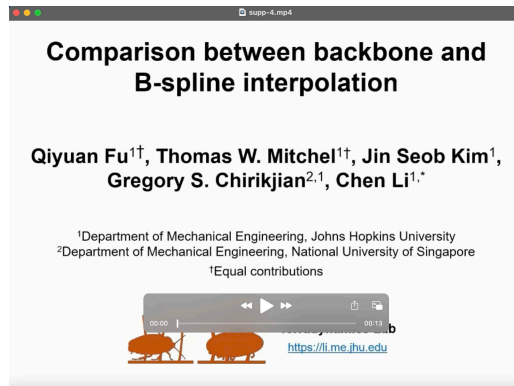 supp-4.mp4
Comparison between backbone and
B-spline interpolation
Qiyuan Fu1†, Thomas W. Mitchel1†, Jin Seob Kim1,
Gregory S. Chirikjian2,1, Chen Li1,*
1Department of Mechanical Engineering, Johns Hopkins University
2Department of Mechanical Engineering, National University of Singapore
†Equal contributions
00:00
00:13
https://li.me.jhu.edu